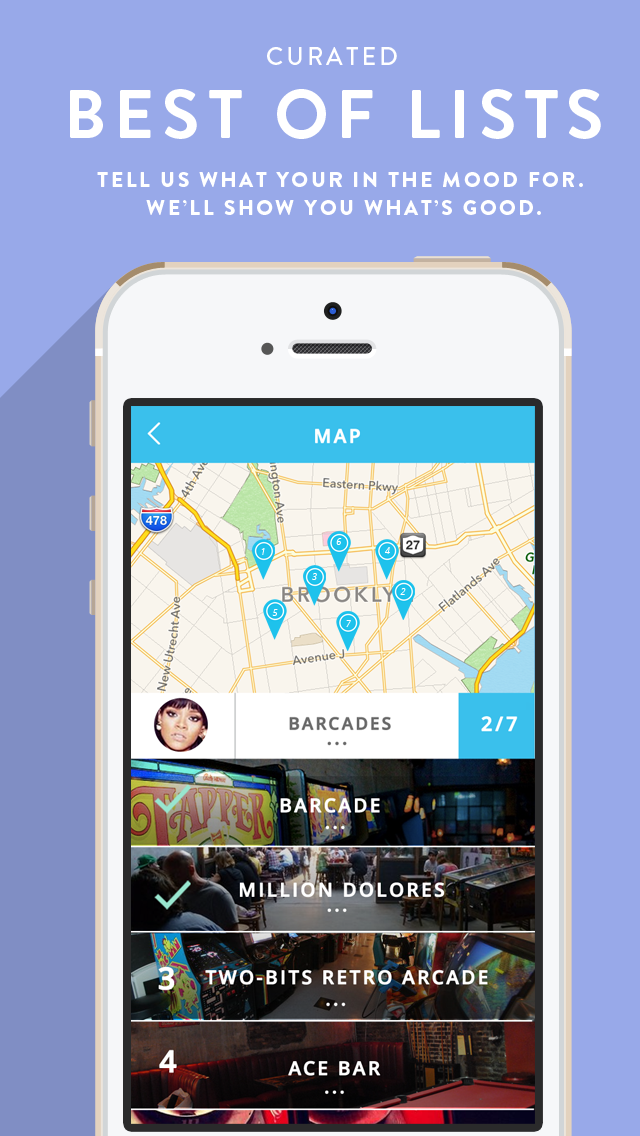 CURATED
BEST OF LISTS
TELL US WHAT YOUR IN THE MOOD FOR.
WE'LL SHOW YOU WHAT'S GOOD.
MAP
4th Ave
Eastern Pkwy
478
27
1
6
4
3
BROOKLY
2
Flatlands Ave
5
7
New Utrecht Ave
Avenue J
BARCADES
2/7
TAPPER
BARCADE
MILLION DOLORES
3 TWO-BITS RETRO ARCADE
4 ACE BAR